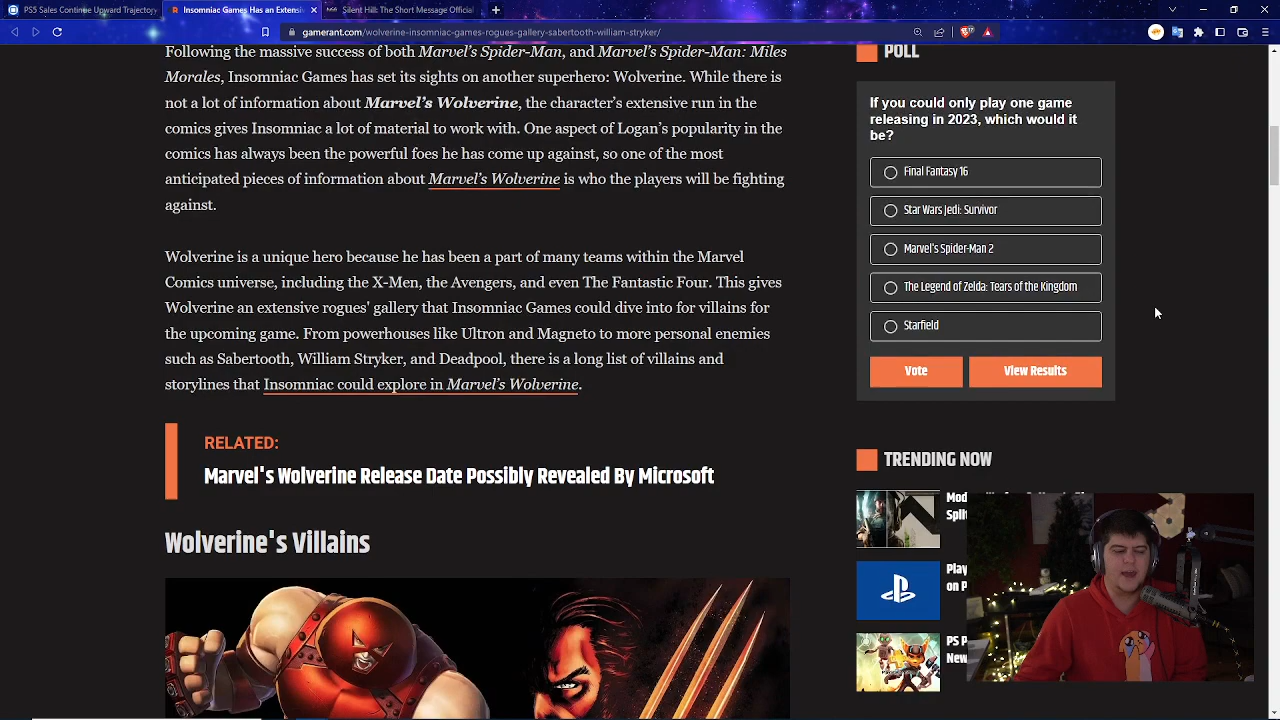 PS5 Sales Continue Upward Trajectory
Insomniac Games Has an Extensiv
Silent Hill: The Short Message Official
gamerant.com/wolverine-insomniac-games-rogues-gallery-sabertooth-william-stryker/
Following the massive success of both Marvel's Spider-Man, and Marvel's Spider-Man: Miles
Morales, Insomniac Games has set its sights on another superhero: Wolverine. While there is
not a lot of information about Marvel's Wolverine, the character's extensive run in the
comics gives Insomniac a lot of material to work with. One aspect of Logan's popularity in the
comics has always been the powerful foes he has come up against, so one of the most
anticipated pieces of information about Marvel's Wolverine is who the players will be fighting
against.
Wolverine is a unique hero because he has been a part of many teams within the Marvel
Comics universe, including the X-Men, the Avengers, and even The Fantastic Four. This gives
Wolverine an extensive rogues' gallery that Insomniac Games could dive into for villains for
the upcoming game. From powerhouses like Ultron and Magneto to more personal enemies
such as Sabertooth, William Stryker, and Deadpool, there is a long list of villains and
storylines that Insomniac could explore in Marvel's Wolverine.
RELATED:
Marvel's Wolverine Release Date Possibly Revealed By Microsoft
Wolverine's Villains
POLL
If you could only play one game
releasing in 2023, which would it
be?
Final Fantasy 16
Star Wars Jedi: Survivor
Marvel's Spider-Man 2
The Legend of Zelda: Tears of the Kingdom
Starfield
Vote
View Results
TRENDING NOW
Play
on P
PS P
New